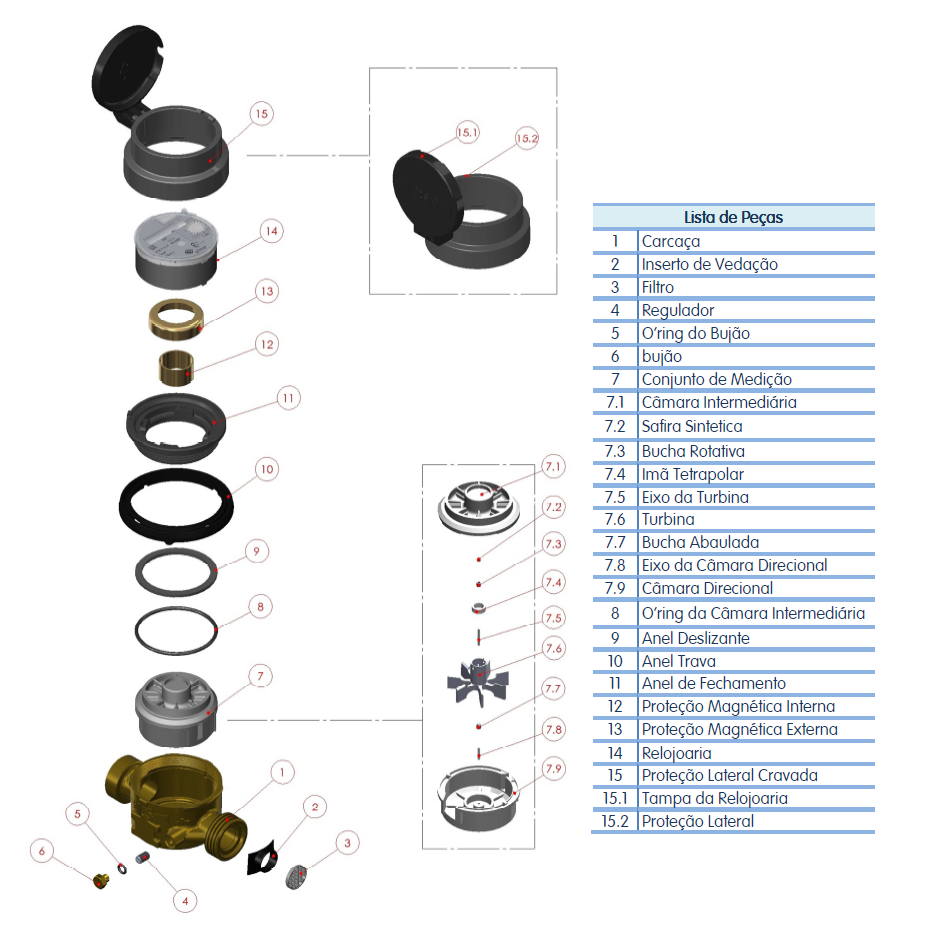 15
15.1
15.2
14
13
12
11
10
9
8
7
7.1
7.2
7.3
7.4
7.5
7.6
7.7
7.8
7.9
1
2
3
4
5
6
Lista de Peças
1 Carcaça
2 Inserto de Vedação
3 Filtro
4 Regulador
5 O'ring do Bujão
6 bujão
7 Conjunto de Medição
7.1 Câmara Intermediária
7.2 Safira Sintetica
7.3 Bucha Rotativa
7.4 Imã Tetrapolar
7.5 Eixo da Turbina
7.6 Turbina
7.7 Bucha Abaulada
7.8 Eixo da Câmara Direcional
7.9 Câmara Direcional
8 O'ring da Câmara Intermediária
9 Anel Deslizante
10 Anel Trava
11 Anel de Fechamento
12 Proteção Magnética Interna
13 Proteção Magnética Externa
14 Relojoaria
15 Proteção Lateral Cravada
15.1 Tampa da Relojoaria
15.2 Proteção Lateral